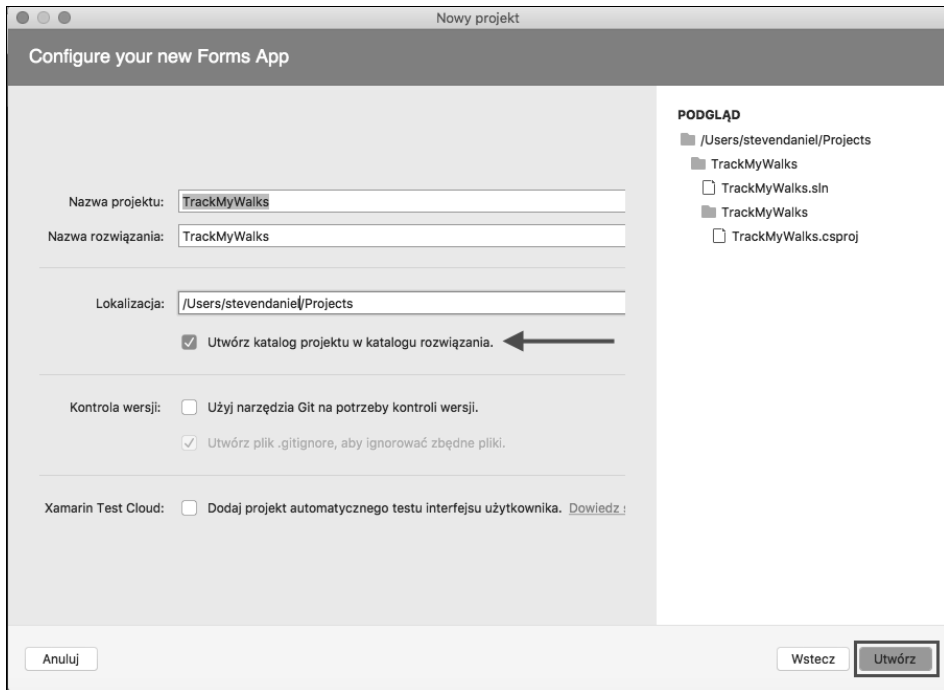 Nowy projekt
Configure your new Forms App
Nazwa projektu: TrackMyWalks
Nazwa rozwiązania: TrackMyWalks
Lokalizacja: /Users/stevendaniel/Projects
Utwórz katalog projektu w katalogu rozwiązania.
Kontrola wersji: Użyj narzędzia Git na potrzeby kontroli wersji.
Utwórz plik .gitignore, aby ignorować zbędne pliki.
Xamarin Test Cloud: Dodaj projekt automatycznego testu interfejsu użytkownika. Dowiedz
PODGLĄD
/Users/stevendaniel/Projects
TrackMyWalks
TrackMyWalks.sln
TrackMyWalks
TrackMyWalks.csproj
Anuluj
Wstecz
Utwórz